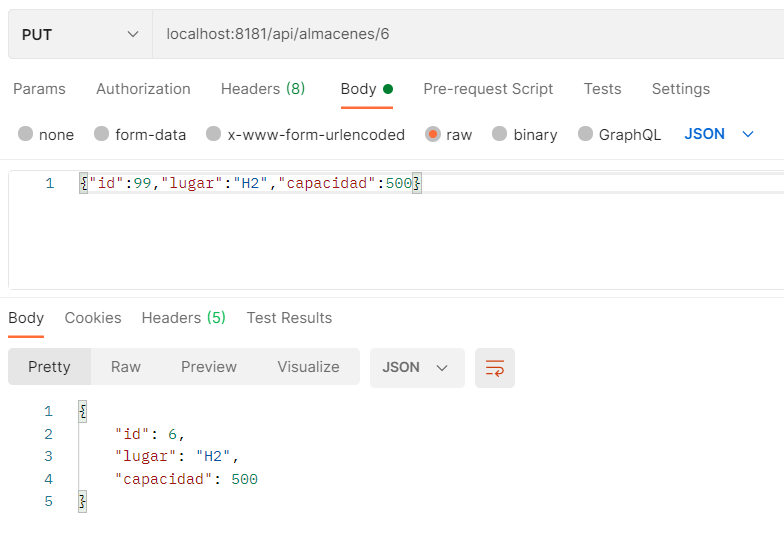 PUT localhost:8181/api/almacenes/6
Params Authorization Headers (8) Body Pre-request Script Tests Settings
none form-data x-www-form-urlencoded raw binary GraphQL JSON
1 {"id":99,"lugar":"H2","capacidad":500}
Body Cookies Headers (5) Test Results
Pretty Raw Preview Visualize JSON
1 {
2 "id": 6,
3 "lugar": "H2",
4 "capacidad": 500
5 }